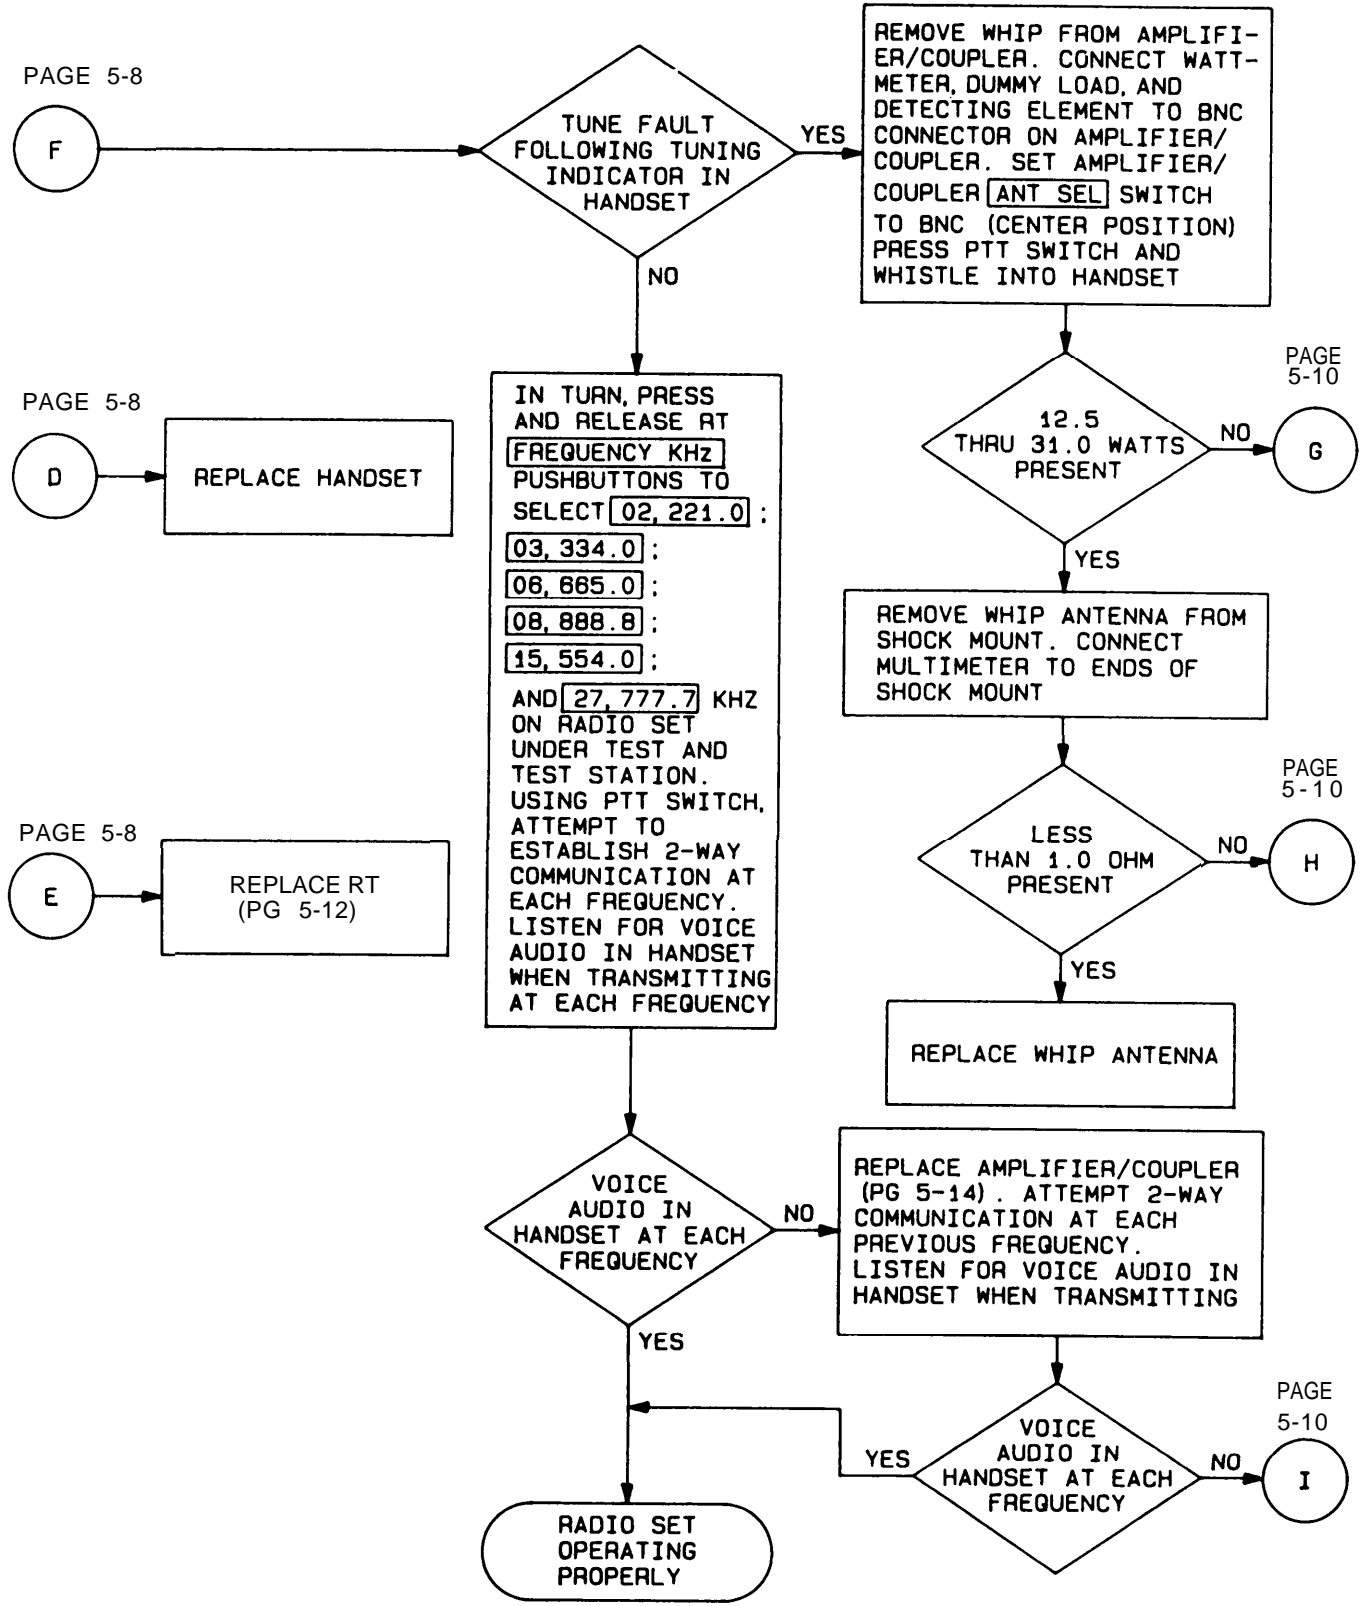 PAGE 5-8
F
TUNE FAULT
FOLLOWING TUNING
INDICATOR IN
HANDSET
YES
NO
REMOVE WHIP FROM AMPLIFI-
ER/COUPLER. CONNECT WATT-
METER, DUMMY LOAD, AND
DETECTING ELEMENT TO BNC
CONNECTOR ON AMPLIFIER/
COUPLER. SET AMPLIFIER/
COUPLER ANT SEL SWITCH
TO BNC (CENTER POSITION)
PRESS PTT SWITCH AND
WHISTLE INTO HANDSET
12.5
THRU 31.0 WATTS
PRESENT
NO
PAGE
5-10
G
YES
REMOVE WHIP ANTENNA FROM
SHOCK MOUNT. CONNECT
MULTIMETER TO ENDS OF
SHOCK MOUNT
LESS
THAN 1.0 OHM
PRESENT
NO
PAGE
5-10
H
YES
REPLACE WHIP ANTENNA
PAGE 5-8
D
REPLACE HANDSET
PAGE 5-8
E
REPLACE RT
(PG 5-12)
IN TURN, PRESS
AND RELEASE RT
FREQUENCY KHz
PUSHBUTTONS TO
SELECT 02,221.0 ;
03,334.0 ;
06,665.0 ;
08,888.8 ;
15,554.0 ;
AND 27,777.7 KHZ
ON RADIO SET
UNDER TEST AND
TEST STATION.
USING PTT SWITCH,
ATTEMPT TO
ESTABLISH 2-WAY
COMMUNICATION AT
EACH FREQUENCY.
LISTEN FOR VOICE
AUDIO IN HANDSET
WHEN TRANSMITTING
AT EACH FREQUENCY
VOICE
AUDIO IN
HANDSET AT EACH
FREQUENCY
NO
YES
REPLACE AMPLIFIER/COUPLER
(PG 5-14). ATTEMPT 2-WAY
COMMUNICATION AT EACH
PREVIOUS FREQUENCY.
LISTEN FOR VOICE AUDIO IN
HANDSET WHEN TRANSMITTING
VOICE
AUDIO IN
HANDSET AT EACH
FREQUENCY
YES
NO
PAGE
5-10
I
RADIO SET
OPERATING
PROPERLY